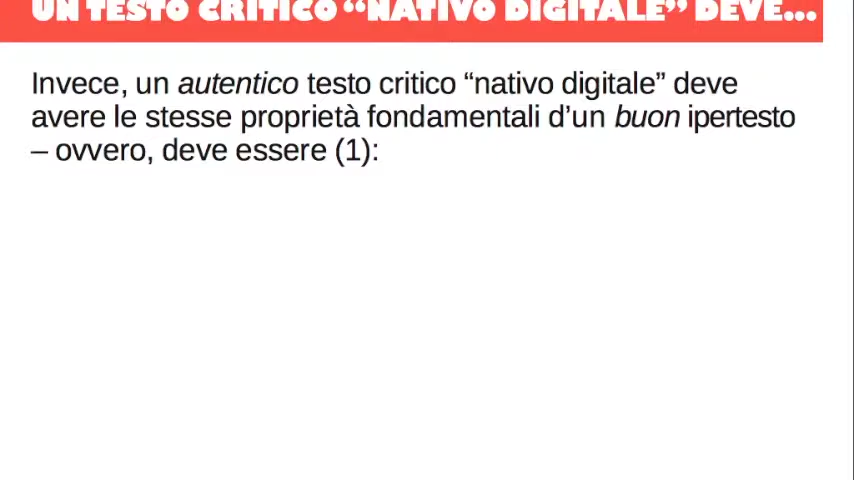 UN TESTO CRITICO “NATIVO DIGITALE” DEVE...
Invece, un autentico testo critico “nativo digitale” deve
avere le stesse proprietà fondamentali d’un buon ipertesto
– ovvero, deve essere (1):